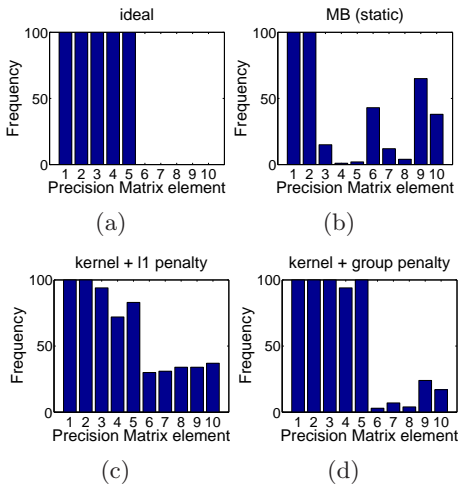 ideal
100
50
0
Frequency
1 2 3 4 5 6 7 8 9 10
Precision Matrix element
(a)
MB (static)
100
50
0
Frequency
1 2 3 4 5 6 7 8 9 10
Precision Matrix element
(b)
kernel + l1 penalty
100
50
0
Frequency
1 2 3 4 5 6 7 8 9 10
Precision Matrix element
(c)
kernel + group penalty
100
50
0
Frequency
1 2 3 4 5 6 7 8 9 10
Precision Matrix element
(d)